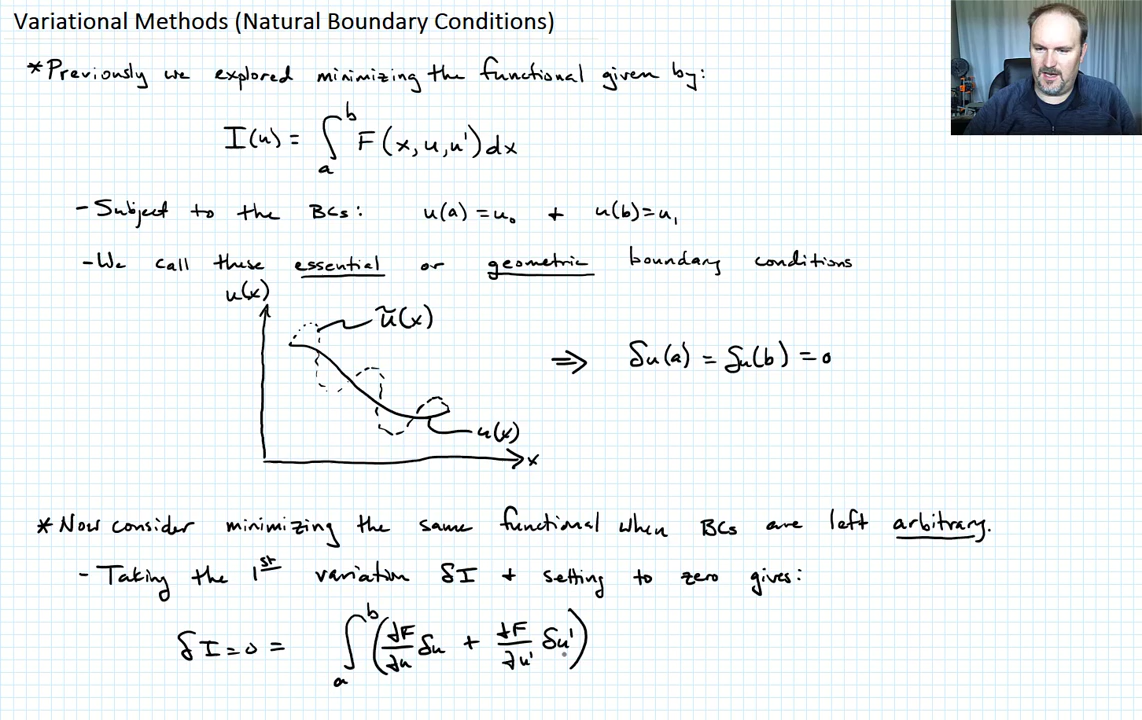 Variational Methods (Natural Boundary Conditions)
*Previously we explored minimizing the functional given by:
I(u) = ∫_a^b F(x,u,u')dx
-Subject to the BCs: u(a)=u₀ + u(b)=u₁
-We call these essential or geometric boundary conditions
u(x)
ũ(x)
⇒ δu(a) = δu(b) = 0
u(x)
x
*Now consider minimizing the same functional when BCs are left arbitrary.
-Taking the 1st variation δI + setting to zero gives:
δI=0= ∫_a^b (∂F/∂u δu + ∂F/∂u' δu')